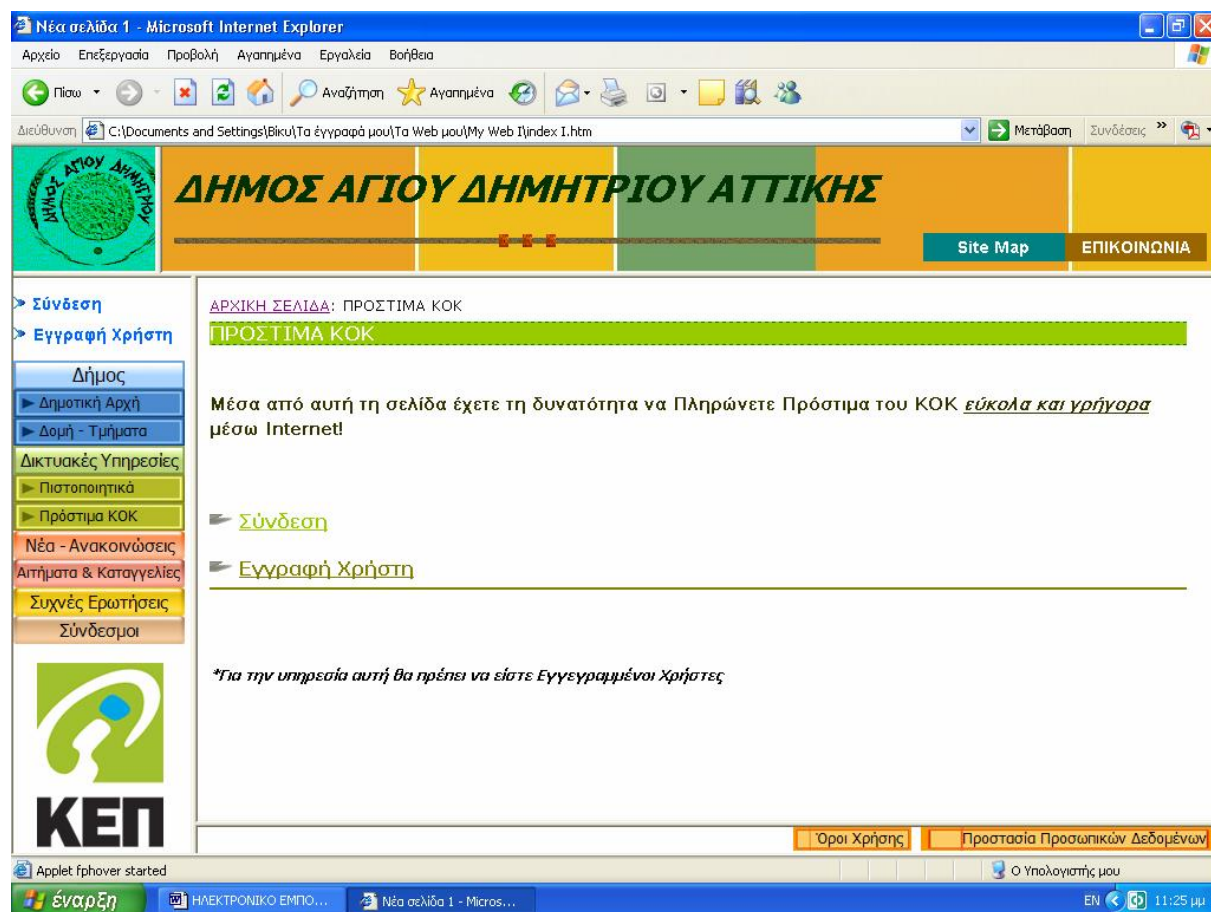 Νέα σελίδα 1 - Microsoft Internet Explorer
Αρχείο Επεξεργασία Προβολή Αγαπημένα Εργαλεία Βοήθεια
Πίσω Αναζήτηση Αγαπημένα
Διεύθυνση C:\Documents and Settings\Βίκυ\Τα έγγραφά μου\Τα Web μου\My Web I\index I.htm Μετάβαση Συνδέσεις »
ΔΗΜΟΣ ΑΓΙΟΥ ΔΗΜΗΤΡΙΟΥ
ΔΗΜΟΣ ΑΓΙΟΥ ΔΗΜΗΤΡΙΟΥ ΑΤΤΙΚΗΣ
Site Map ΕΠΙΚΟΙΝΩΝΙΑ
Σύνδεση
Εγγραφή Χρήστη
Δήμος
Δημοτική Αρχή
Δομή - Τμήματα
Δικτυακές Υπηρεσίες
Πιστοποιητικά
Πρόστιμα ΚΟΚ
Νέα - Ανακοινώσεις
Αιτήματα & Καταγγελίες
Συχνές Ερωτήσεις
Σύνδεσμοι
ΚΕΠ
ΑΡΧΙΚΗ ΣΕΛΙΔΑ: ΠΡΟΣΤΙΜΑ ΚΟΚ
ΠΡΟΣΤΙΜΑ ΚΟΚ
Μέσα από αυτή τη σελίδα έχετε τη δυνατότητα να Πληρώνετε Πρόστιμα του ΚΟΚ εύκολα και γρήγορα
μέσω Internet!
Σύνδεση
Εγγραφή Χρήστη
*Για την υπηρεσία αυτή θα πρέπει να είστε Εγγεγραμμένοι Χρήστες
Όροι Χρήσης Προστασία Προσωπικών Δεδομένων
Applet fphover started Ο Υπολογιστής μου
έναρξη ΗΛΕΚΤΡΟΝΙΚΟ ΕΜΠΟ... Νέα σελίδα 1 - Micros... EN 11:25 μμ